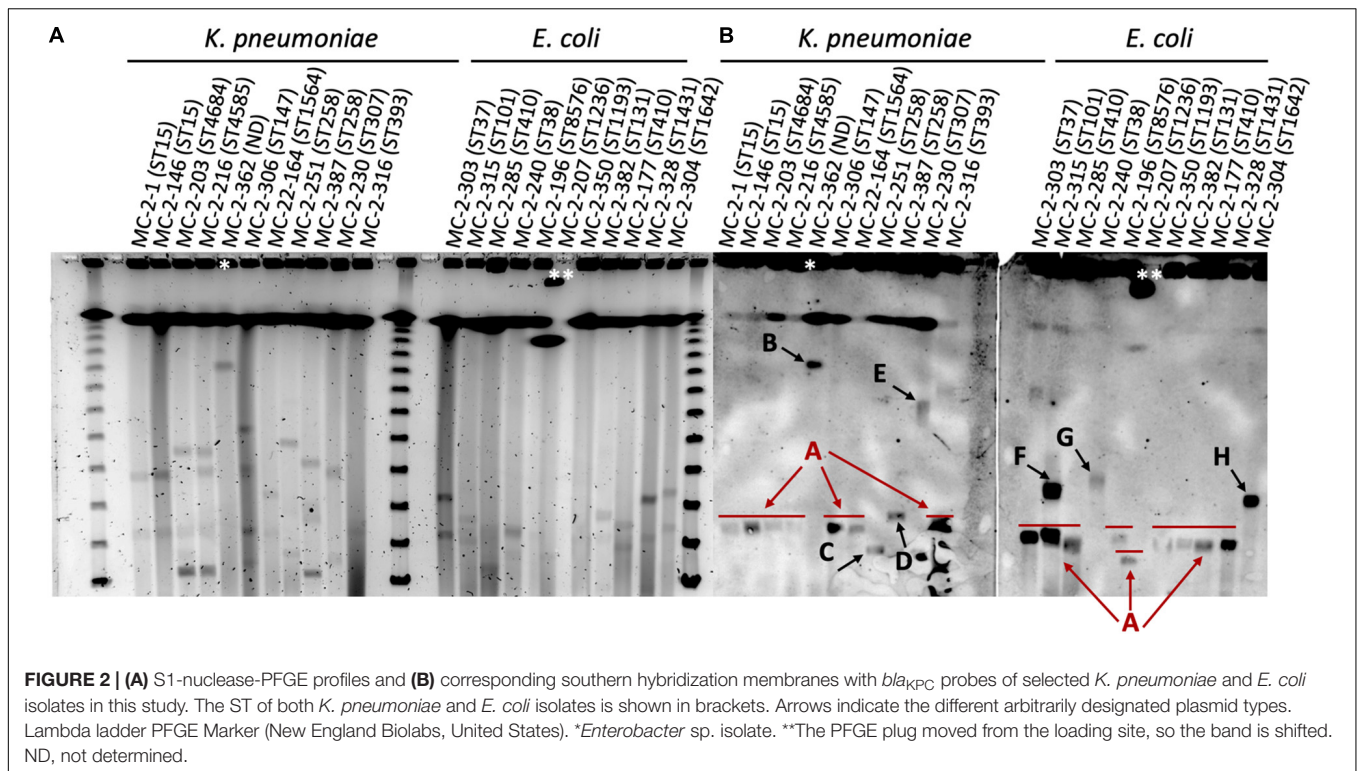 A
K. pneumoniae
E. coli
MC-2-1 (ST15)
MC-2-146 (ST15)
MC-2-203 (ST4684)
MC-2-216 (ST4585)
MC-2-362 (ND)
MC-2-306 (ST147)
MC-22-164 (ST1564)
MC-2-251 (ST258)
MC-2-387 (ST258)
MC-2-230 (ST307)
MC-2-316 (ST393)
MC-2-303 (ST37)
MC-2-315 (ST101)
MC-2-285 (ST410)
MC-2-240 (ST38)
MC-2-196 (ST8576)
MC-2-207 (ST1236)
MC-2-350 (ST1193)
MC-2-382 (ST131)
MC-2-177 (ST410)
MC-2-328 (ST1431)
MC-2-304 (ST1642)
*
**
B
K. pneumoniae
E. coli
MC-2-1 (ST15)
MC-2-146 (ST15)
MC-2-203 (ST4684)
MC-2-216 (ST4585)
MC-2-362 (ND)
MC-2-306 (ST147)
MC-22-164 (ST1564)
MC-2-251 (ST258)
MC-2-387 (ST258)
MC-2-230 (ST307)
MC-2-316 (ST393)
MC-2-303 (ST37)
MC-2-315 (ST101)
MC-2-285 (ST410)
MC-2-240 (ST38)
MC-2-196 (ST8576)
MC-2-207 (ST1236)
MC-2-350 (ST1193)
MC-2-382 (ST131)
MC-2-177 (ST410)
MC-2-328 (ST1431)
MC-2-304 (ST1642)
*
**
B
E
A
C
D
F
G
H
A
FIGURE 2 | (A) S1-nuclease-PFGE profiles and (B) corresponding southern hybridization membranes with blaKPC probes of selected K. pneumoniae and E. coli
isolates in this study. The ST of both K. pneumoniae and E. coli isolates is shown in brackets. Arrows indicate the different arbitrarily designated plasmid types.
Lambda ladder PFGE Marker (New England Biolabs, United States). *Enterobacter sp. isolate. **The PFGE plug moved from the loading site, so the band is shifted.
ND, not determined.